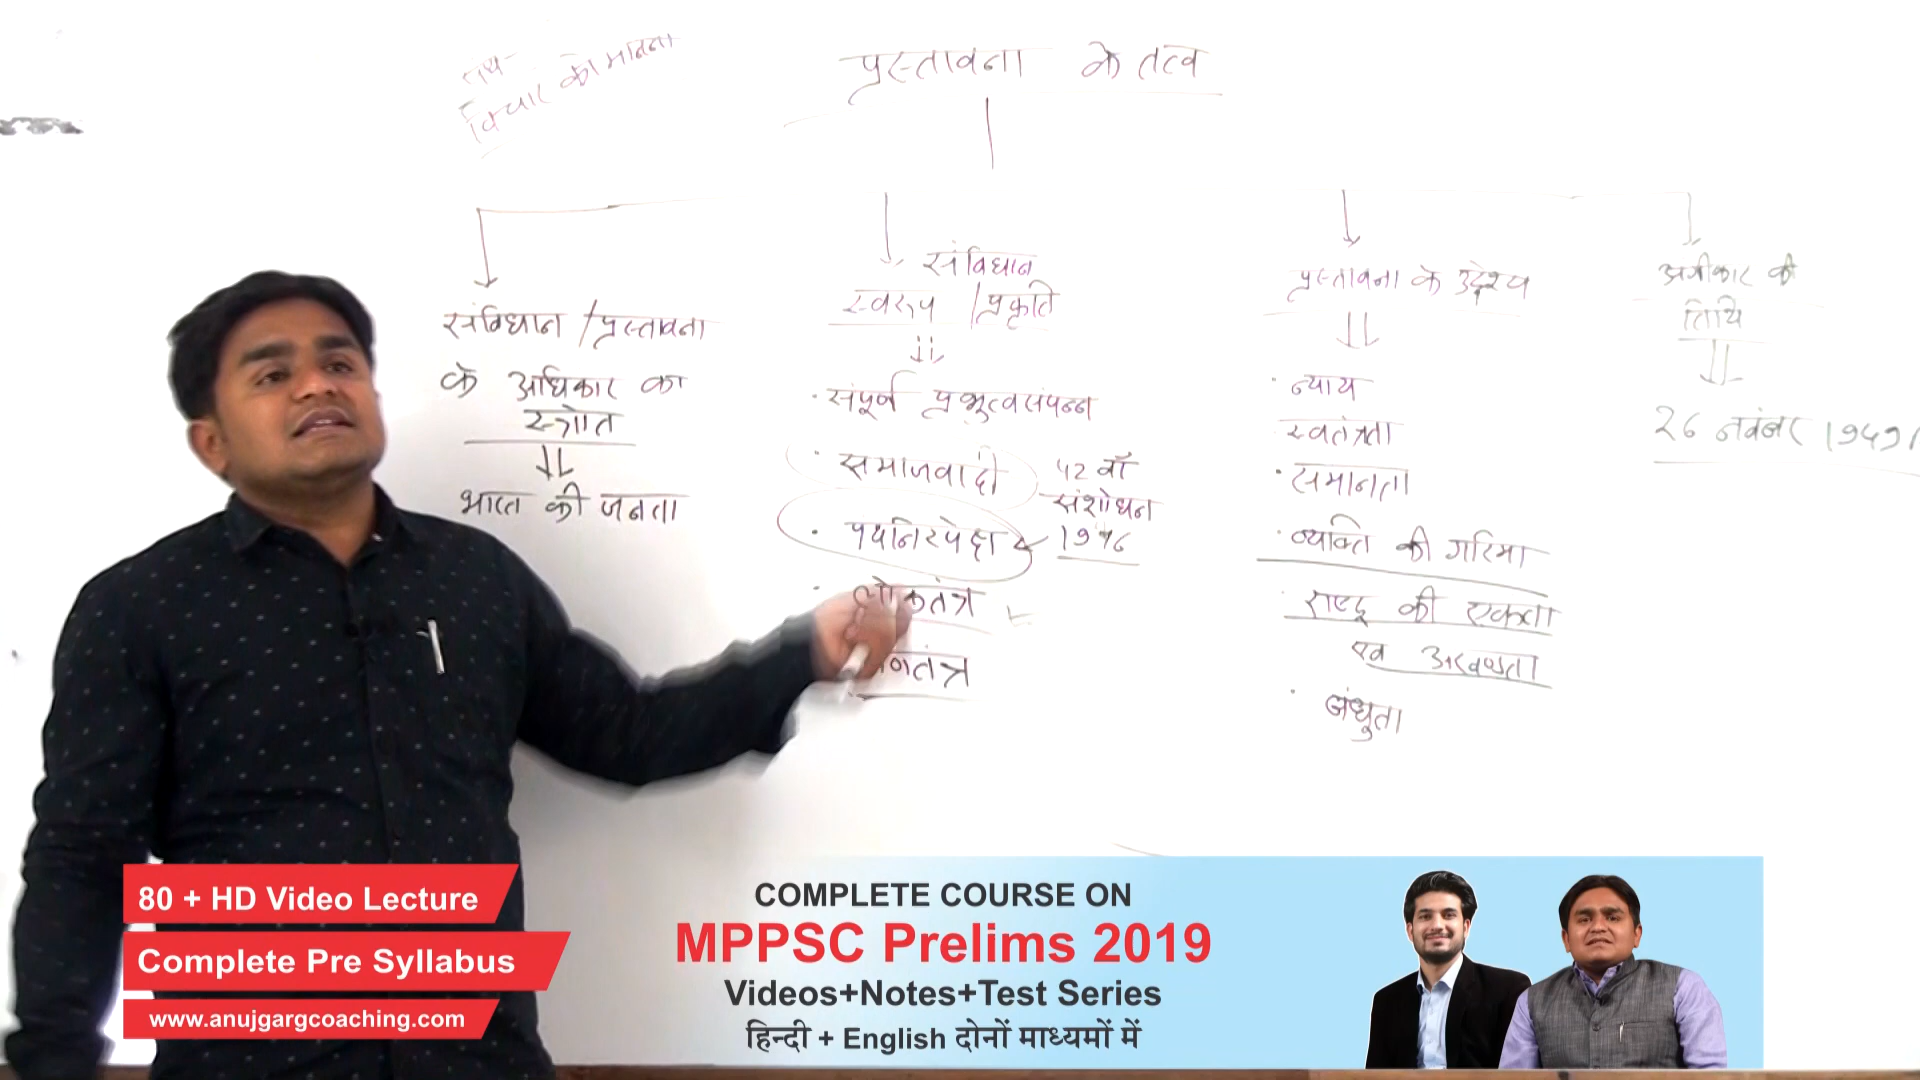 पंथ-
विचार को मानना
प्रस्तावना के तत्व
संविधान/प्रस्तावना
के अधिकार का
स्त्रोत
भारत की जनता
संविधान
स्वरूप/प्रकृति
• संपूर्ण प्रभुत्वसंपन्न
• समाजवादी
• पंथनिरपेक्ष
42 वाँ
संशोधन
1976
• लोकतंत्र
गणतंत्र
प्रस्तावना के उद्देश्य
• न्याय
स्वतंत्रता
• समानता
• व्यक्ति की गरिमा
• राष्ट्र की एकता
एवं अखण्डता
• बंधुता
अंगीकार की
तिथि
26 नवंबर 1949
80 + HD Video Lecture
Complete Pre Syllabus
www.anujgargcoaching.com
COMPLETE COURSE ON
MPPSC Prelims 2019
Videos+Notes+Test Series
हिन्दी + English दोनों माध्यमों में